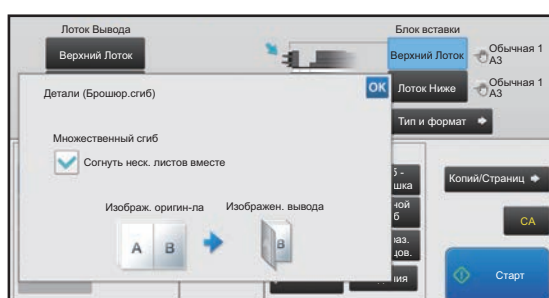 Лоток Вывода
Блок вставки
Верхний Лоток
Верхний Лоток
Обычная 1
A3
Детали (Брошюр.сгиб)
OK
Лоток Ниже
Обычная 1
A3
Тип и формат
Множественный сгиб
Согнуть неск. листов вместе
Копий/Страниц
Изображ. оригин-ла
Изображен. вывода
A
B
B
CA
Старт